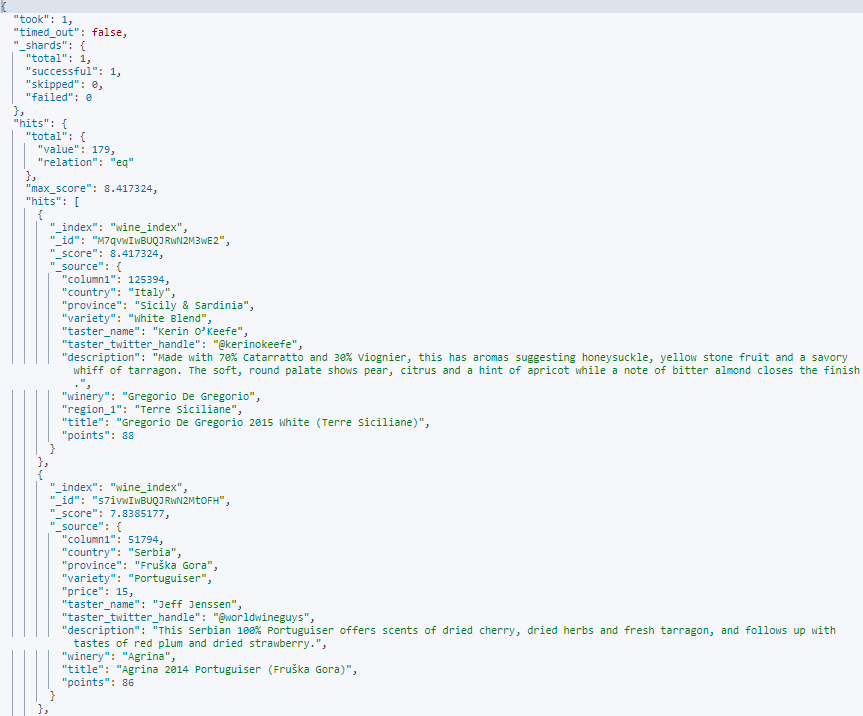 {
"took": 1,
"timed_out": false,
"_shards": {
"total": 1,
"successful": 1,
"skipped": 0,
"failed": 0
},
"hits": {
"total": {
"value": 179,
"relation": "eq"
},
"max_score": 8.417324,
"hits": [
{
"_index": "wine_index",
"_id": "M7qvwIwBUQJRwN2M3wE2",
"_score": 8.417324,
"_source": {
"column1": 125394,
"country": "Italy",
"province": "Sicily & Sardinia",
"variety": "White Blend",
"taster_name": "Kerin O’Keefe",
"taster_twitter_handle": "@kerinokeefe",
"description": "Made with 70% Catarratto and 30% Viognier, this has aromas suggesting honeysuckle, yellow stone fruit and a savory
whiff of tarragon. The soft, round palate shows pear, citrus and a hint of apricot while a note of bitter almond closes the finish
.",
"winery": "Gregorio De Gregorio",
"region_1": "Terre Siciliane",
"title": "Gregorio De Gregorio 2015 White (Terre Siciliane)",
"points": 88
}
},
{
"_index": "wine_index",
"_id": "s7ivwIwBUQJRwN2MtOFH",
"_score": 7.8385177,
"_source": {
"column1": 51794,
"country": "Serbia",
"province": "Fruška Gora",
"variety": "Portuguiser",
"price": 15,
"taster_name": "Jeff Jenssen",
"taster_twitter_handle": "@worldwineguys",
"description": "This Serbian 100% Portuguiser offers scents of dried cherry, dried herbs and fresh tarragon, and follows up with
tastes of red plum and dried strawberry.",
"winery": "Agrina",
"title": "Agrina 2014 Portuguiser (Fruška Gora)",
"points": 86
}
},